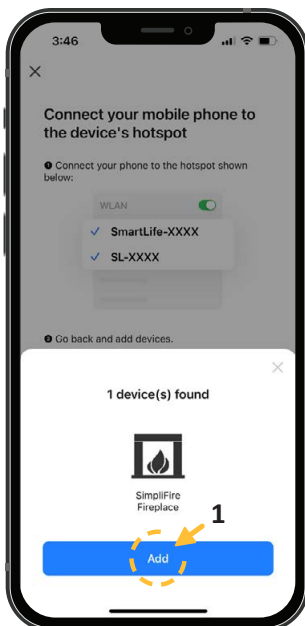 3:46
Connect your mobile phone to
the device's hotspot
❶ Connect your phone to the hotspot shown
below:
WLAN
SmartLife-XXXX
SL-XXXX
❷ Go back and add devices.
1 device(s) found
SimpliFire
Fireplace
1
Add